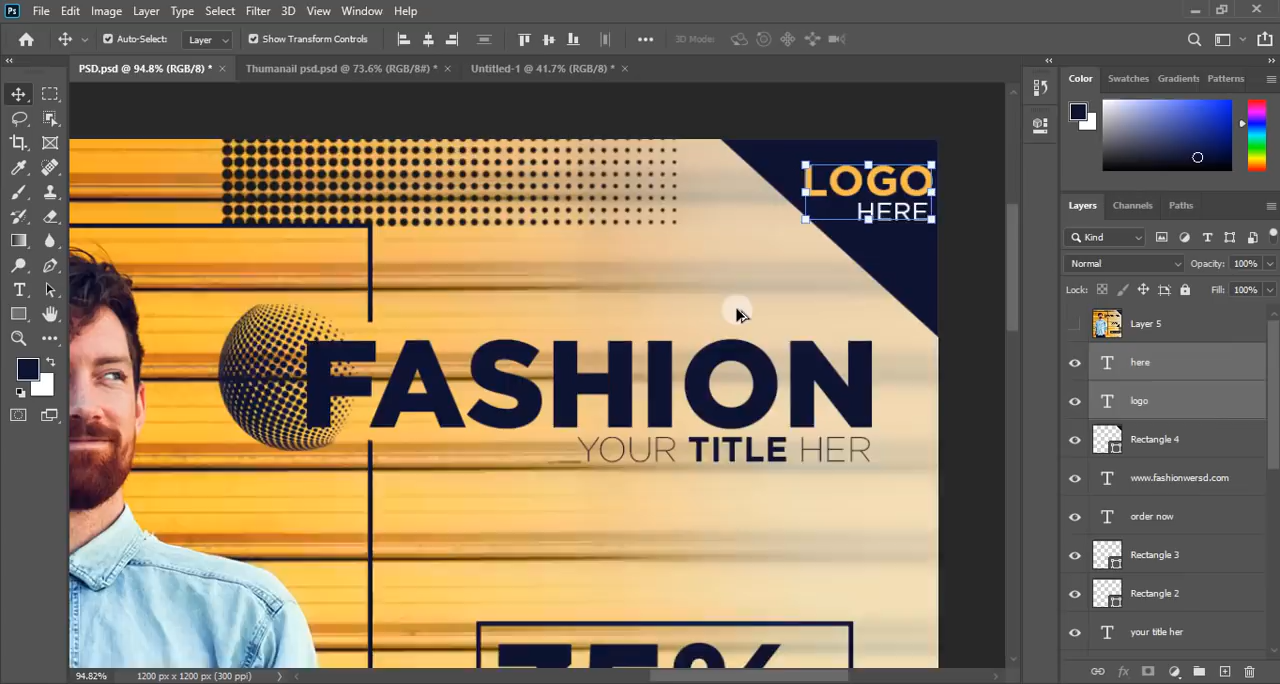 Ps File Edit Image Layer Type Select Filter 3D View Window Help
Auto-Select: Layer Show Transform Controls 3D Mode:
PSD.psd @ 94.8% (RGB/8) * × Thumanail psd.psd @ 73.6% (RGB/8#) * × Untitled-1 @ 41.7% (RGB/8) * ×
Color Swatches Gradients Patterns
LOGO
HERE
FASHION
YOUR TITLE HER
Layers Channels Paths
Kind
Normal Opacity: 100%
Lock: Fill: 100%
Layer 5
here
logo
Rectangle 4
www.fashionwersd.com
order now
Rectangle 3
Rectangle 2
your title her
94.82% 1200 px x 1200 px (300 ppi)